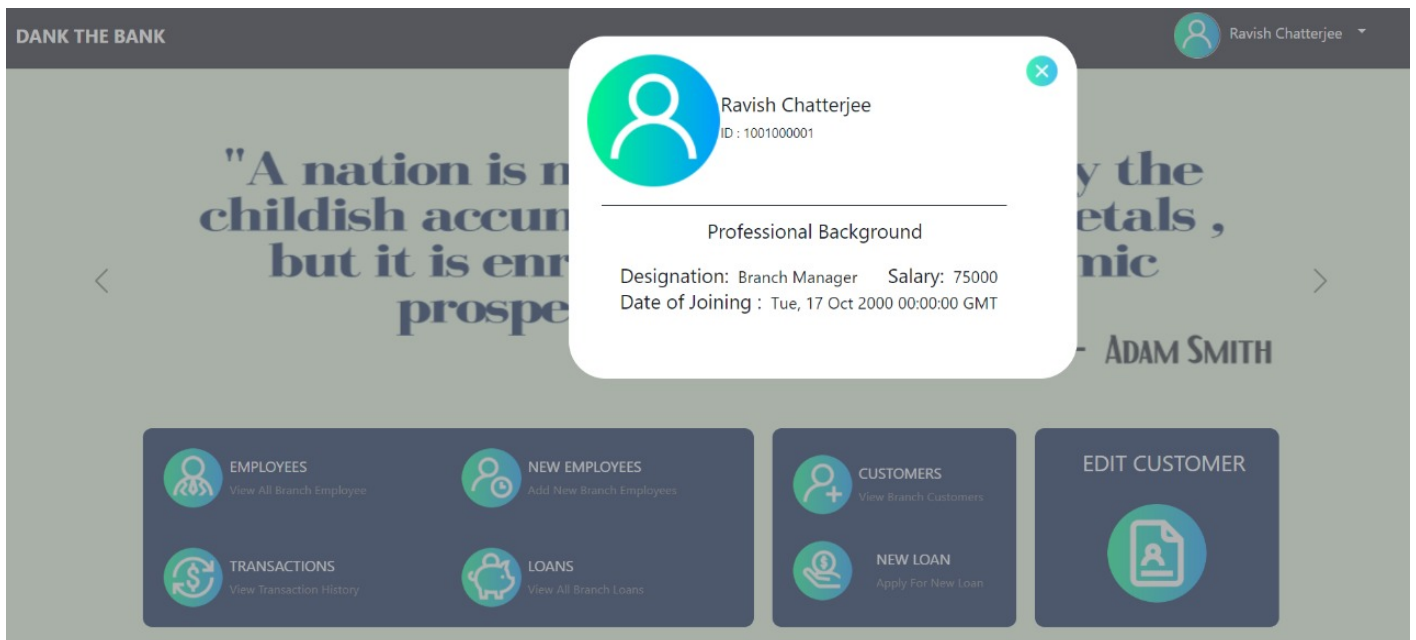 DANK THE BANK
Ravish Chatterjee
Ravish Chatterjee
ID : 1001000001
Professional Background
Designation: Branch Manager Salary: 75000
Date of Joining : Tue, 17 Oct 2000 00:00:00 GMT
"A nation is y the
childish etals ,
but it is mic
- ADAM SMITH
EMPLOYEES
View All Branch Employee
NEW EMPLOYEES
Add New Branch Employees
TRANSACTIONS
View Transaction History
LOANS
View All Branch Loans
CUSTOMERS
View Branch Customers
NEW LOAN
Apply For New Loan
EDIT CUSTOMER